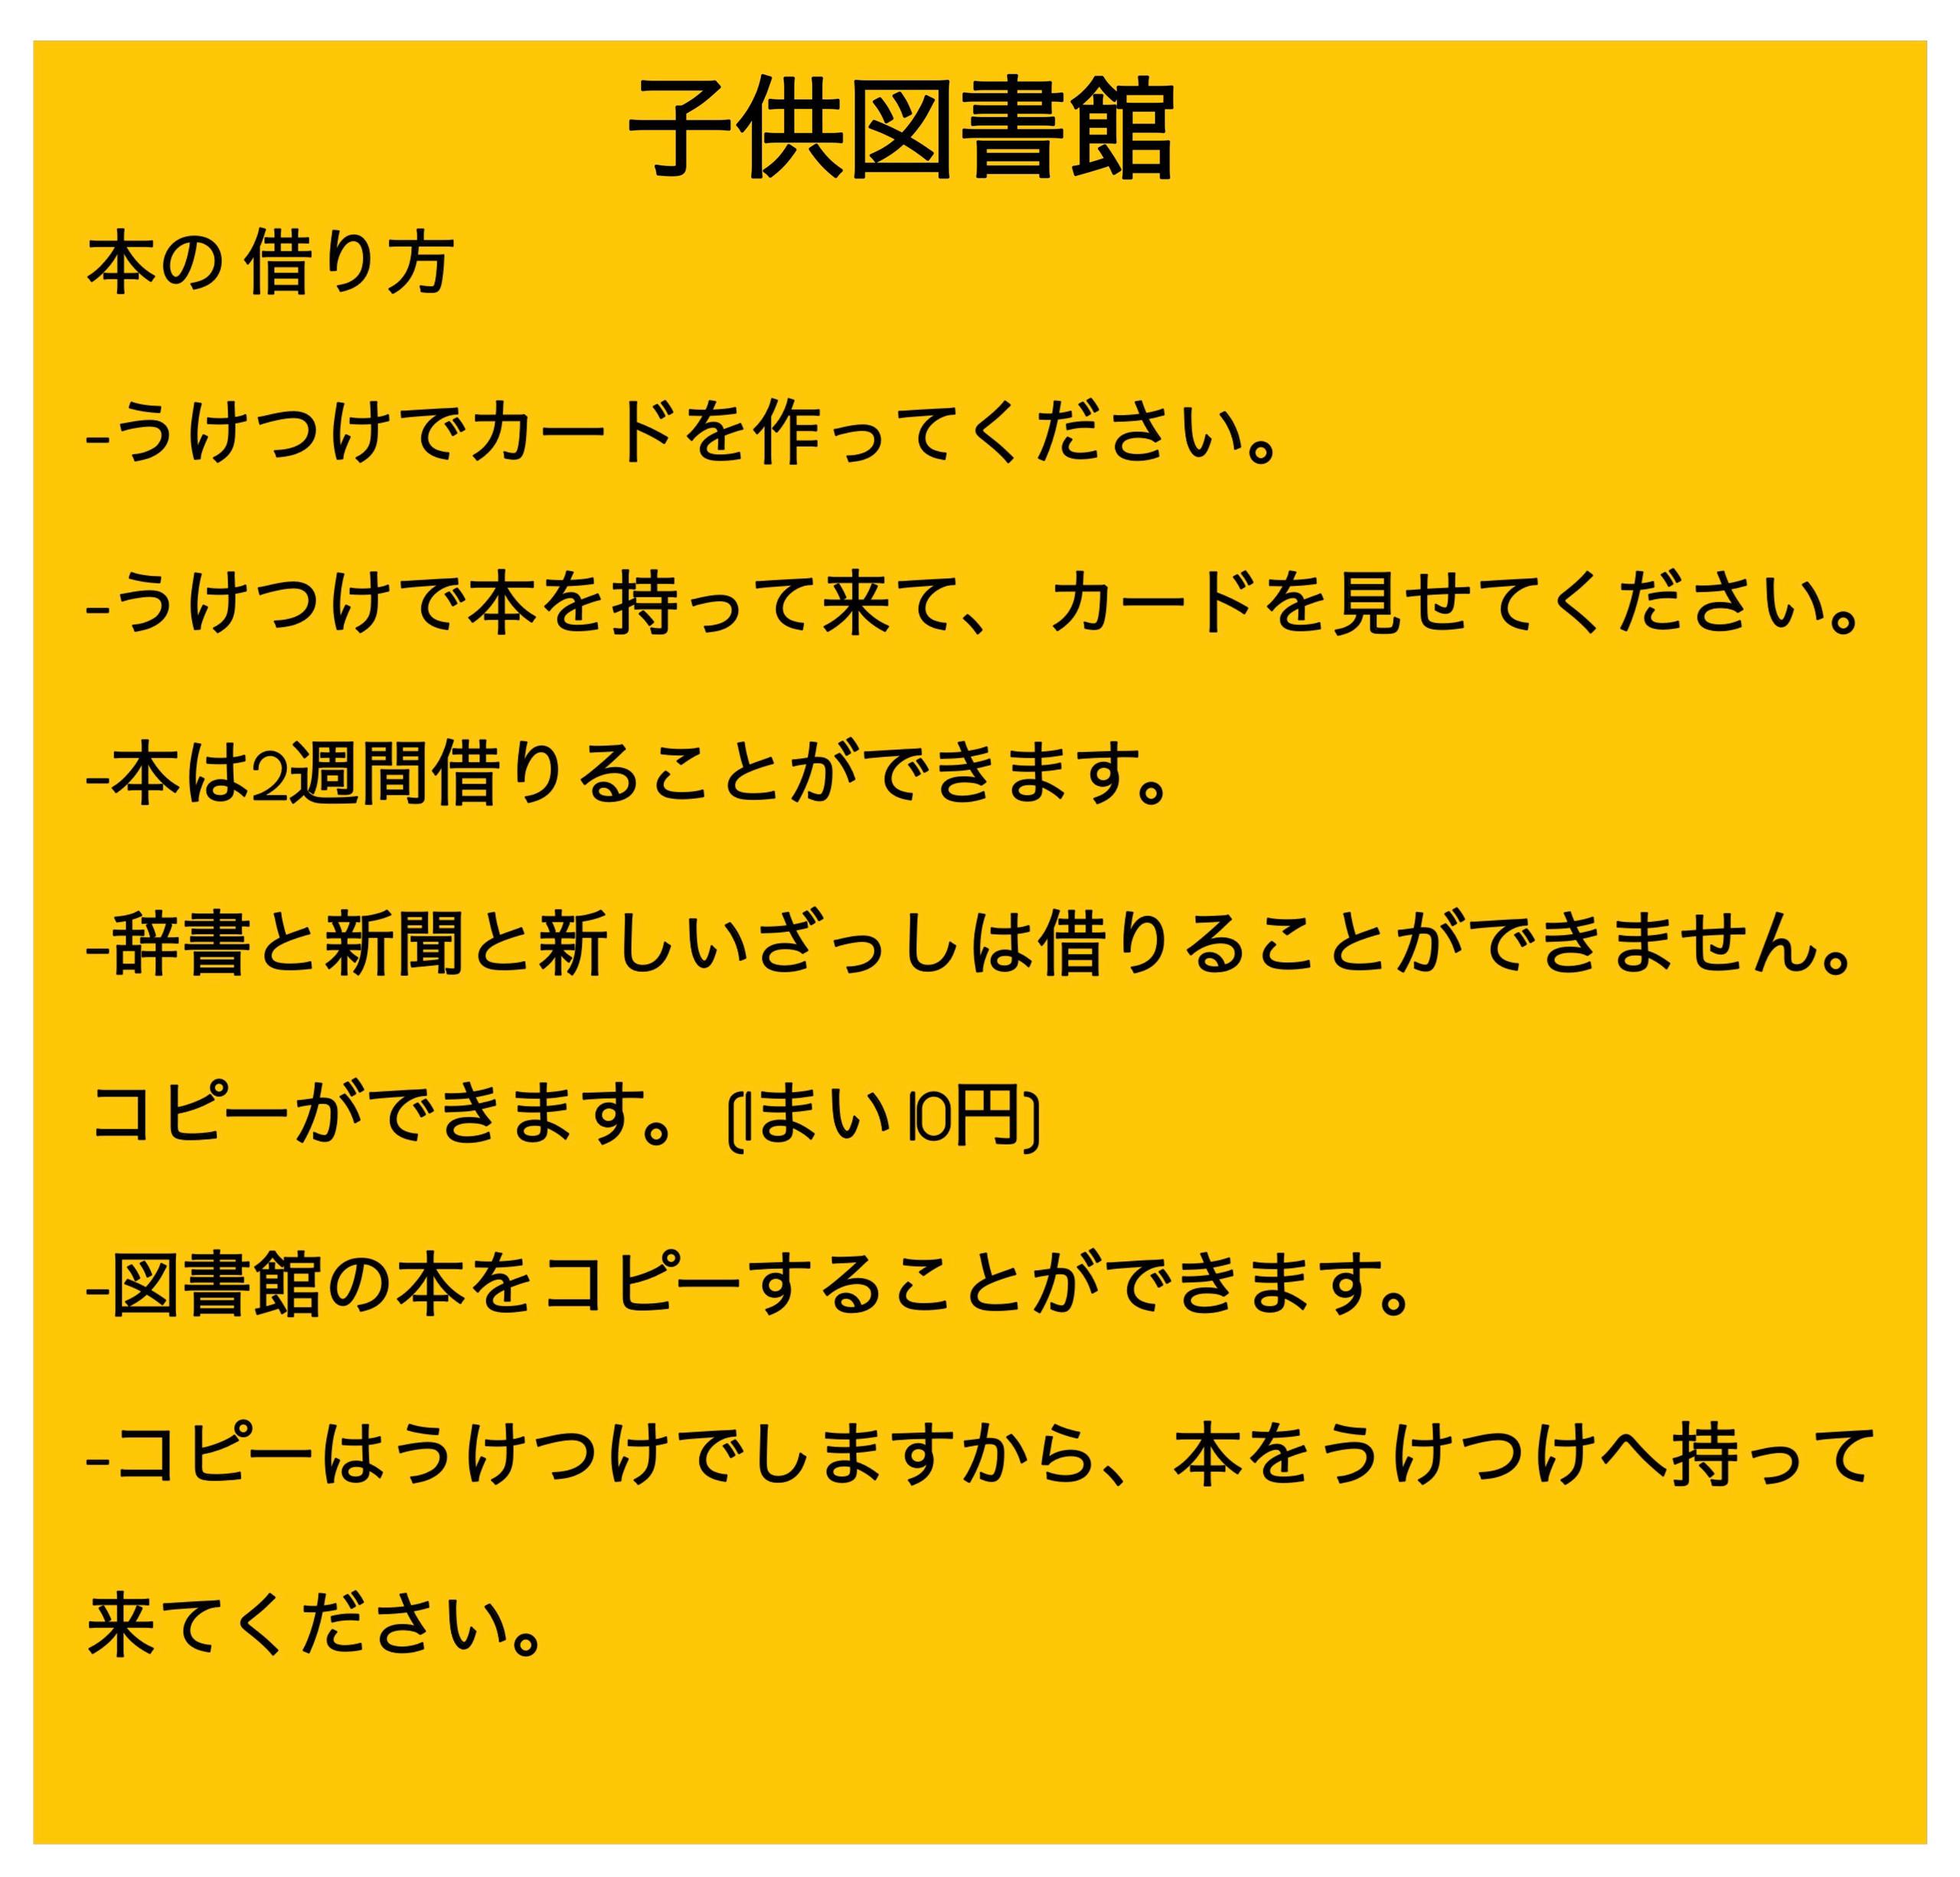 子供図書館
本の借り方
-うけつけでカードを作ってください。
-うけつけで本を持って来て、カードを見せてください。
-本は2週間借りることができます。
-辞書と新聞と新しいざっしは借りることができません。
コピーができます。(1まい10円)
-図書館の本をコピーすることができます。
-コピーはうけつけでしますから、本をうけつけへ持って
来てください。